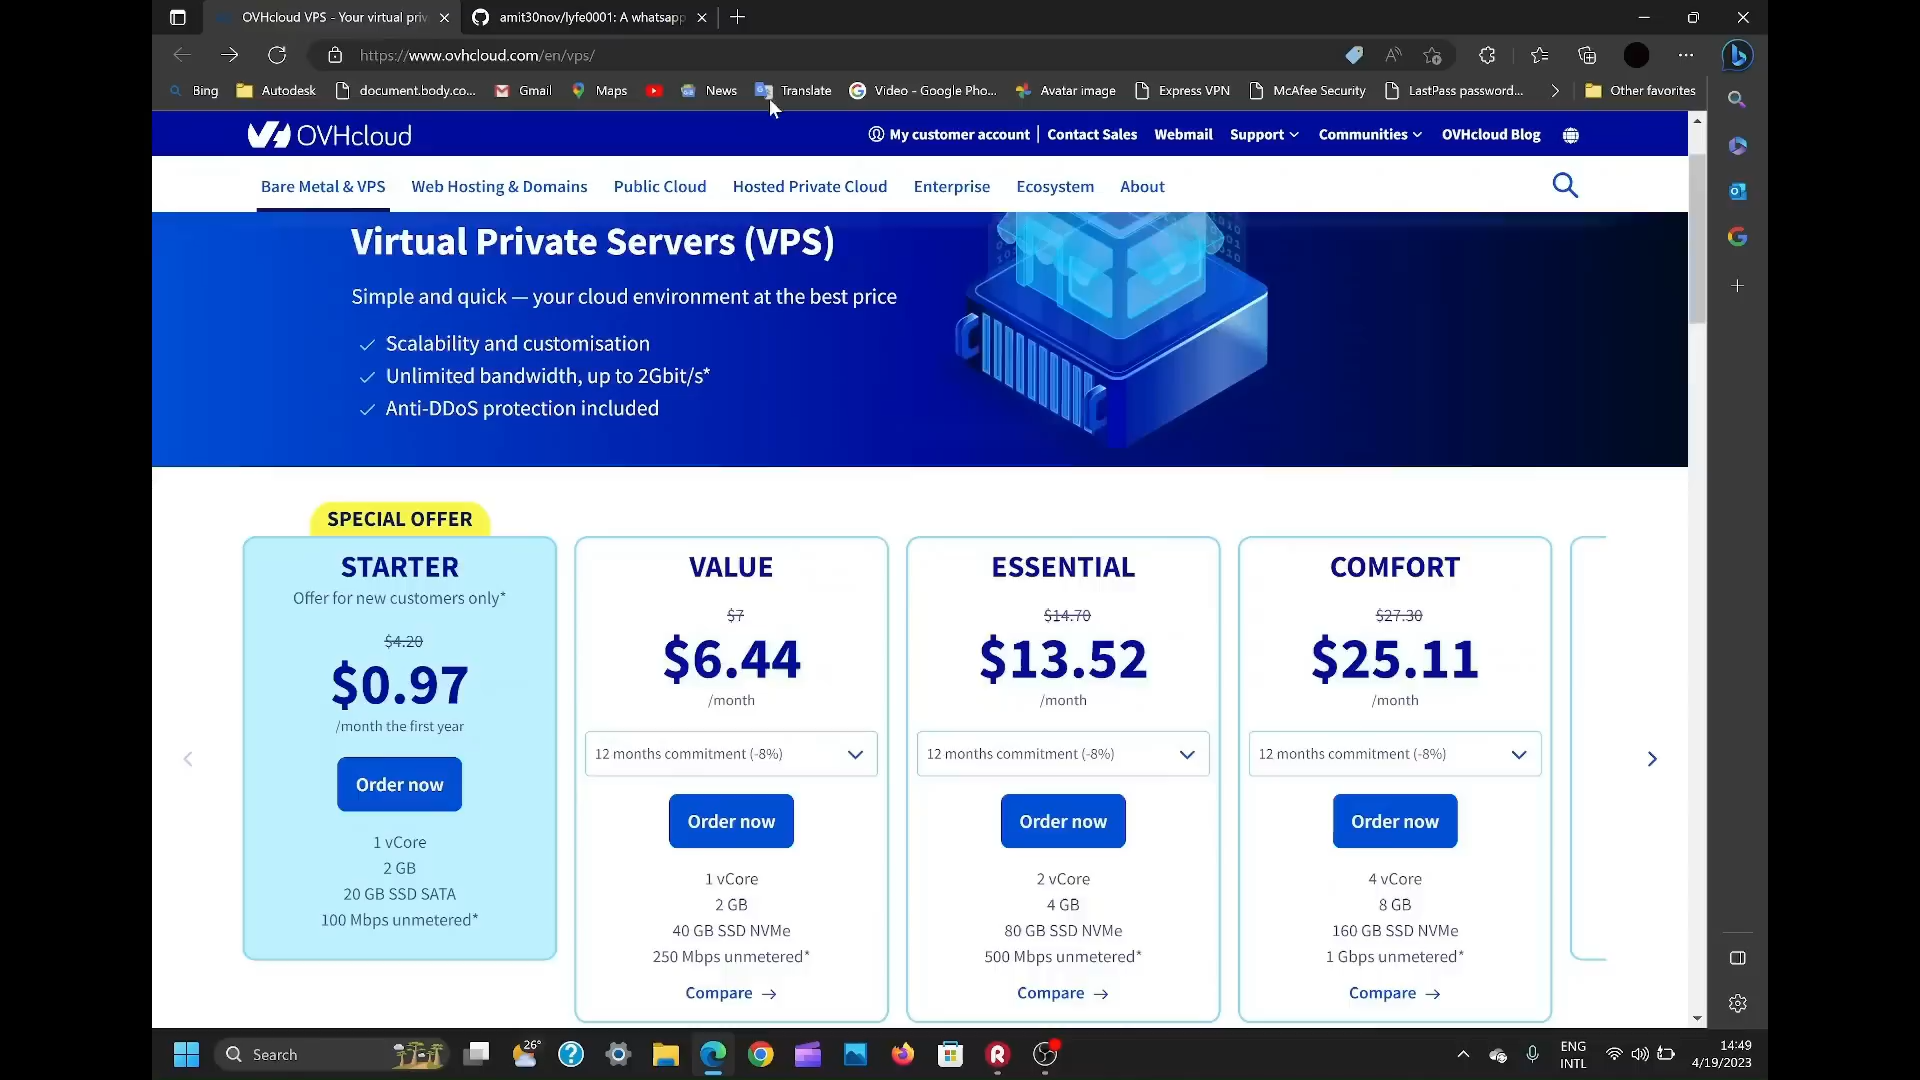 OVHcloud VPS - Your virtual priv
amit30nov/lyfe0001: A whatsapp
https://www.ovhcloud.com/en/vps/
Bing
Autodesk
document.body.co...
Gmail
Maps
News
Translate
Video - Google Pho...
Avatar image
Express VPN
McAfee Security
LastPass password...
Other favorites
OVHcloud
My customer account
Contact Sales
Webmail
Support
Communities
OVHcloud Blog
Bare Metal & VPS
Web Hosting & Domains
Public Cloud
Hosted Private Cloud
Enterprise
Ecosystem
About
Virtual Private Servers (VPS)
Simple and quick — your cloud environment at the best price
Scalability and customisation
Unlimited bandwidth, up to 2Gbit/s*
Anti-DDoS protection included
SPECIAL OFFER
STARTER
Offer for new customers only*
$4.20
$0.97
/month the first year
Order now
1 vCore
2 GB
20 GB SSD SATA
100 Mbps unmetered*
VALUE
$7
$6.44
/month
12 months commitment (-8%)
Order now
1 vCore
2 GB
40 GB SSD NVMe
250 Mbps unmetered*
Compare →
ESSENTIAL
$14.70
$13.52
/month
12 months commitment (-8%)
Order now
2 vCore
4 GB
80 GB SSD NVMe
500 Mbps unmetered*
Compare →
COMFORT
$27.30
$25.11
/month
12 months commitment (-8%)
Order now
4 vCore
8 GB
160 GB SSD NVMe
1 Gbps unmetered*
Compare →
Search
26°
ENG
INTL
14:49
4/19/2023